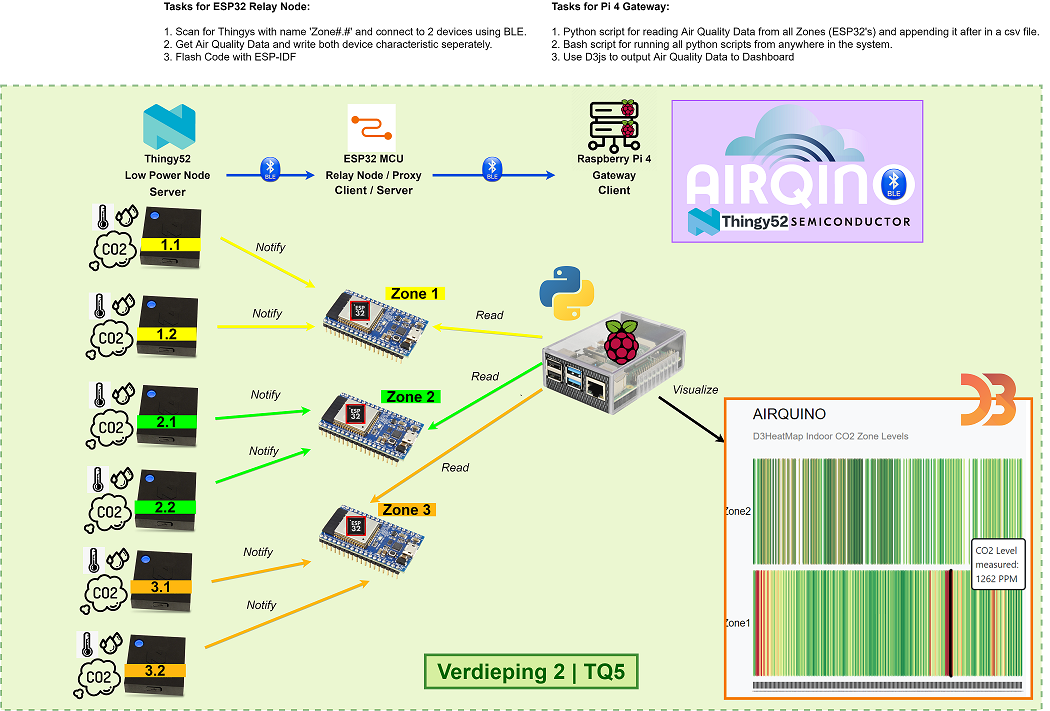 Tasks for ESP32 Relay Node:
1. Scan for Thingys with name 'Zone#.#' and connect to 2 devices using BLE.
2. Get Air Quality Data and write both device characteristic seperately.
3. Flash Code with ESP-IDF
Tasks for Pi 4 Gateway:
1. Python script for reading Air Quality Data from all Zones (ESP32's) and appending it after in a csv file.
2. Bash script for running all python scripts from anywhere in the system.
3. Use D3js to output Air Quality Data to Dashboard
Thingy52
Low Power Node
Server
BLE
ESP32 MCU
Relay Node / Proxy
Client / Server
BLE
Raspberry Pi 4
Gateway
Client
AIRQINO
BLE
Thingy52 SEMICONDUCTOR
CO2
1.1
Notify
Zone 1
ESP
32
CO2
1.2
Notify
Read
CO2
2.1
Notify
Zone 2
ESP
32
Read
CO2
2.2
Notify
Read
Zone 3
ESP
32
CO2
3.1
Notify
CO2
3.2
Notify
Visualize
AIRQUINO
D3HeatMap Indoor CO2 Zone Levels
Zone2
CO2 Level
measured:
1262 PPM
Zone1
Verdieping 2 | TQ5